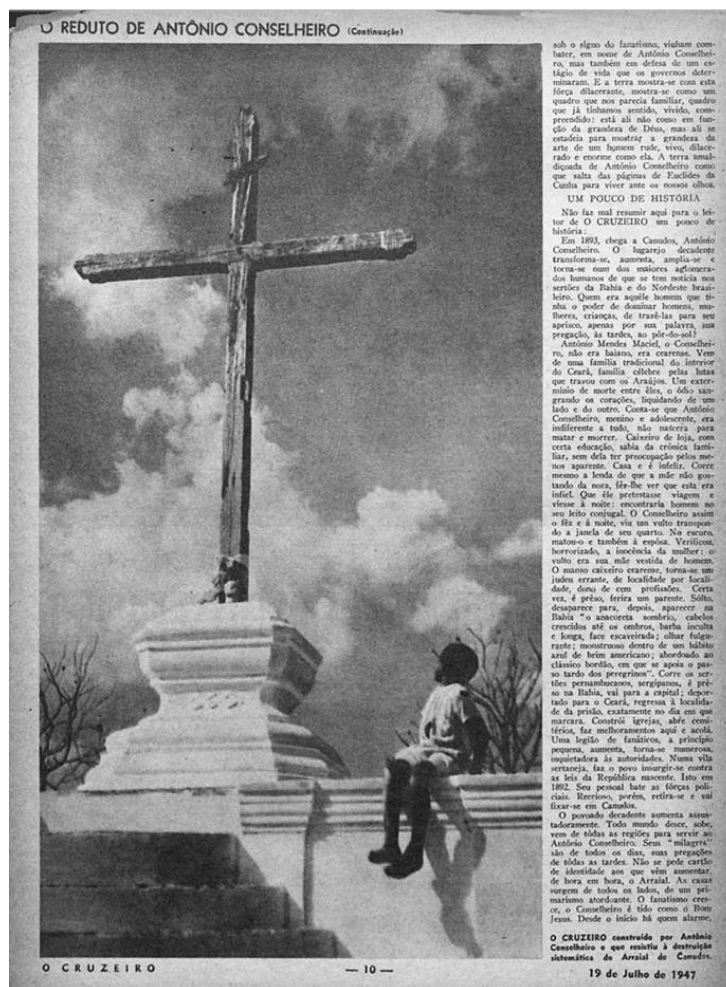 O REDUTO DE ANTÔNIO CONSELHEIRO (Continuação)
sob o signo do fanatismo, vinham com-
bater, em nome de Antônio Conselhei-
ro, mas também em defesa de um es-
tágio de vida que os governos deter-
minaram. E a terra mostra-se com esta
fôrça dilacerante, mostra-se como um
quadro que nos parecia familiar, quadro
que já tínhamos sentido, vivido, com-
preendido: está ali não como em fun-
ção da grandeza de Déus, mas ali se
estadeia para mostrar a grandeza da
arte de um homem rude, vivo, dilace-
rado e enorme como ela. A terra amal-
diçoada de Antônio Conselheiro como
que salta das páginas de Euclides da
Cunha para viver ante os nossos olhos.
UM POUCO DE HISTÓRIA
Não faz mal resumir aqui para o lei-
tor de O CRUZEIRO um pouco de
história:
Em 1893, chega a Canudos, Antônio
Conselheiro. O lugarejo decadente
transforma-se, aumenta, amplia-se e
torna-se num dos maiores aglomera-
dos humanos de que se tem notícia nos
sertões da Bahia e do Nordeste brasi-
leiro. Quem era aquêle homem que ti-
nha o poder de dominar homens, mu-
lheres, crianças, de trazê-las para seu
aprisco, apenas por sua palavra, sua
pregação, às tardes, ao pôr-do-sol?
Antônio Mendes Maciel, o Conselhei-
ro, não era baiano, era cearense. Vem
de uma família tradicional do interior
do Ceará, família célebre pelas lutas
que travou com os Araújos. Um exter-
mínio de morte entre êles, o ódio san-
grando os corações, liquidando de um
lado e do outro. Conta-se que Antônio
Conselheiro, menino e adolescente, era
indiferente a tudo, não nascera para
matar e morrer. Caixeiro de loja, com
certa educação, sabia da crônica fami-
liar, sem dela ter preocupação pelos me-
nos aparente. Casa e é infeliz. Corre
mesmo a lenda de que a mãe não gos-
tando da nora, fêz-lhe ver que esta era
infiel. Que êle pretestasse viagem e
viesse à noite: encontraria homem no
seu leito conjugal. O Conselheiro assim
o fêz e à noite, viu um vulto transpon-
do a janela de seu quarto. No escuro,
matou-o e também à espôsa. Verificou,
horrorizado, a inocência da mulher: o
vulto era sua mãe vestida de homem.
O manso caixeiro cearense, torna-se um
judeu errante, de localidade por locali-
dade, dono de cem profissões. Certa
vez, é prêso, ferira um parente. Sôlto,
desaparece para, depois, aparecer na
Bahia "o anacoreta sombrio, cabelos
crescidos até os ombros, barba inculta
e longa, face escaveirada; olhar fulgu-
rante; monstruoso dentro de um hábito
azul de brim americano; abordoado ao
clássico bordão, em que se apoia o pas-
so tardo dos peregrinos". Corre os ser-
tões pernambucanos, sergipanos, é prê-
so na Bahia, vai para a capital; depor-
tado para o Ceará, regressa à localida-
de da prisão, exatamente no dia em que
marcara. Constrói igrejas, abre cemi-
térios, faz melhoramentos aqui e acolá.
Uma legião de fanáticos, a princípio
pequena, aumenta, torna-se numerosa,
inquietadora às autoridades. Numa vila
sertaneja, faz o povo insurgir-se contra
as leis da República nascente. Isto em
1892. Seu pessoal bate as fôrças poli-
ciais. Receioso, porém, retira-se e vai
fixar-se em Canudos.
O povoado decadente aumenta assus-
tadoramente. Todo mundo desce, sobe,
vem de tôdas as regiões para servir ao
Antônio Conselheiro. Seus "milagres"
são de todos os dias, suas pregações
de tôdas as tardes. Não se pede cartão
de identidade aos que vêm aumentar,
de hora em hora, o Arraial. As casas
surgem de todos os lados, de um pri-
marismo atordoante. O fanatismo cres-
ce, o Conselheiro é tido como o Bom
Jesus. Desde o início há quem alarme,
O CRUZEIRO construído por Antônio
Conselheiro e que resistiu à destruição
sistemática do Arraial de Canudos.
O CRUZEIRO
— 10 —
19 de Julho de 1947